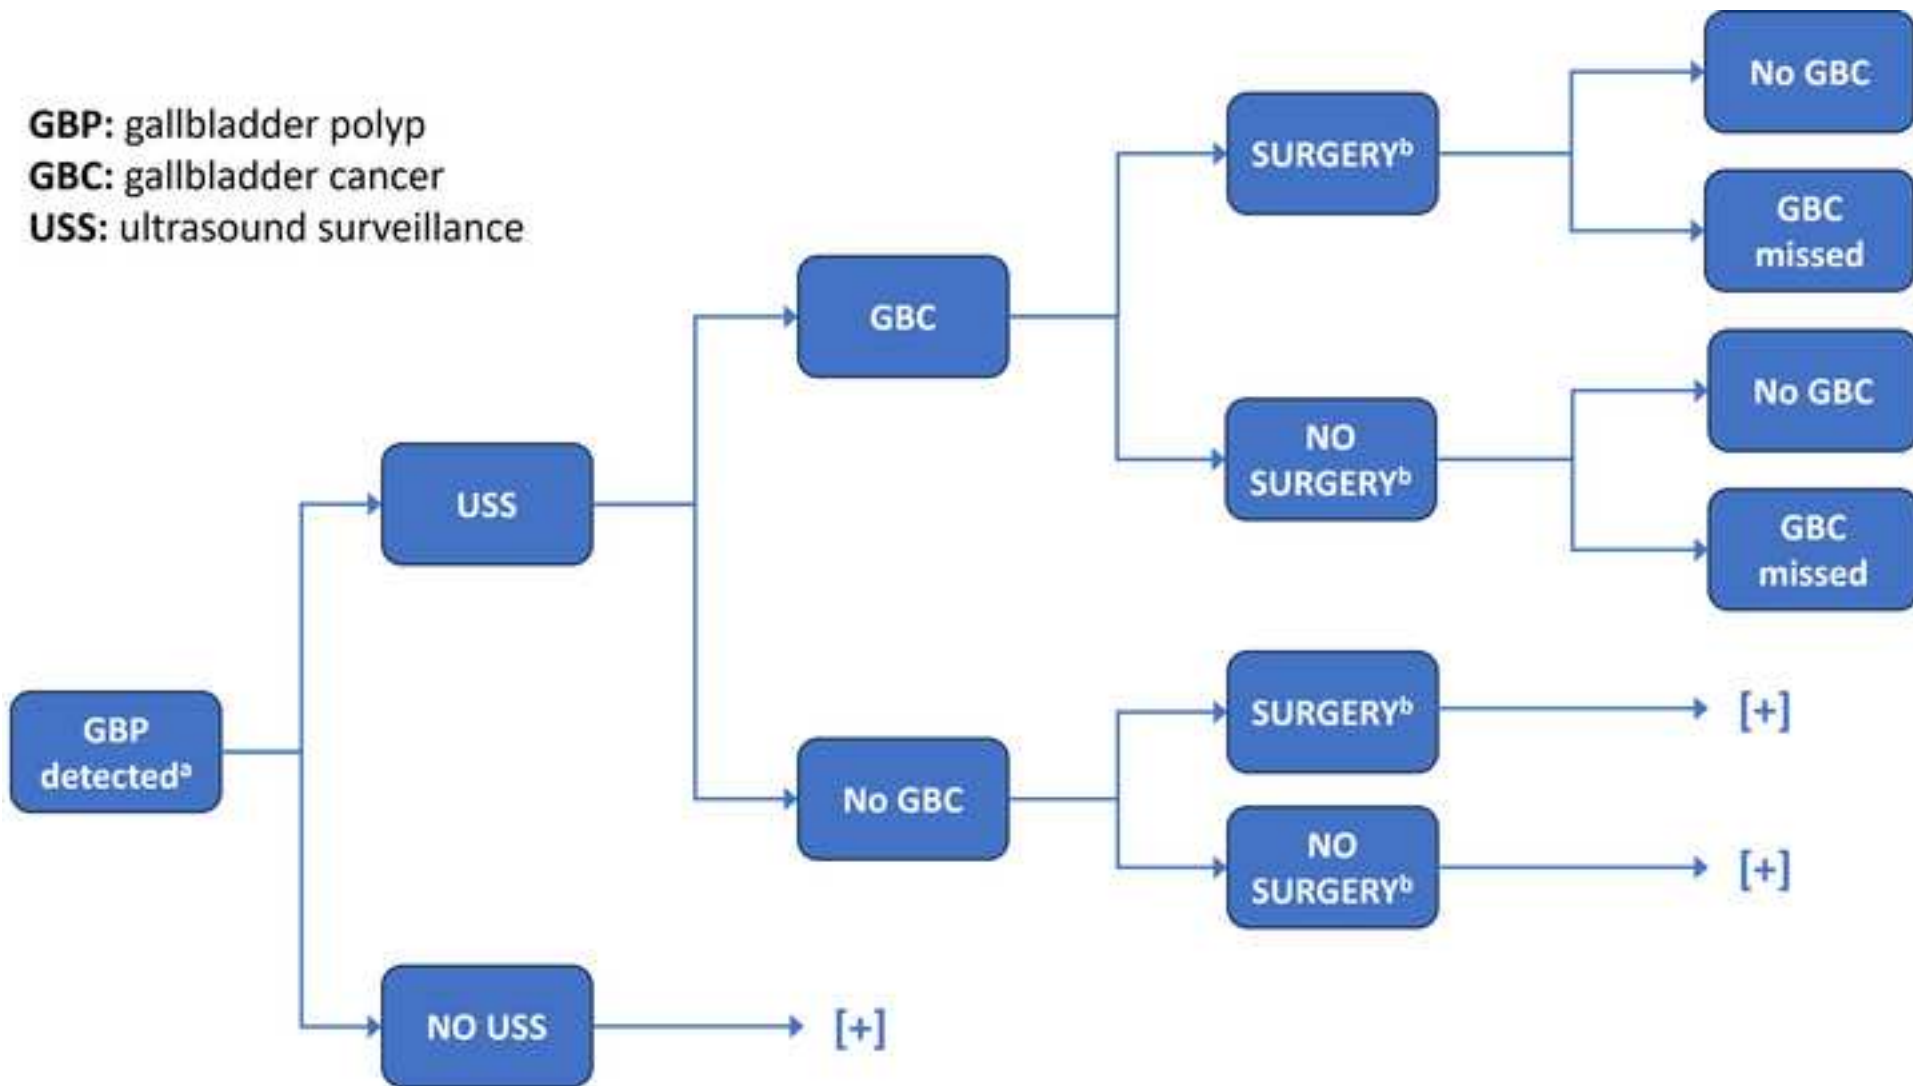 GBP: gallbladder polyp
GBC: gallbladder cancer
USS: ultrasound surveillance
GBP
detectedᵃ
USS
NO USS
[+]
GBC
No GBC
SURGERYᵇ
NO
SURGERYᵇ
SURGERYᵇ
[+]
NO
SURGERYᵇ
[+]
No GBC
GBC
missed
No GBC
GBC
missed